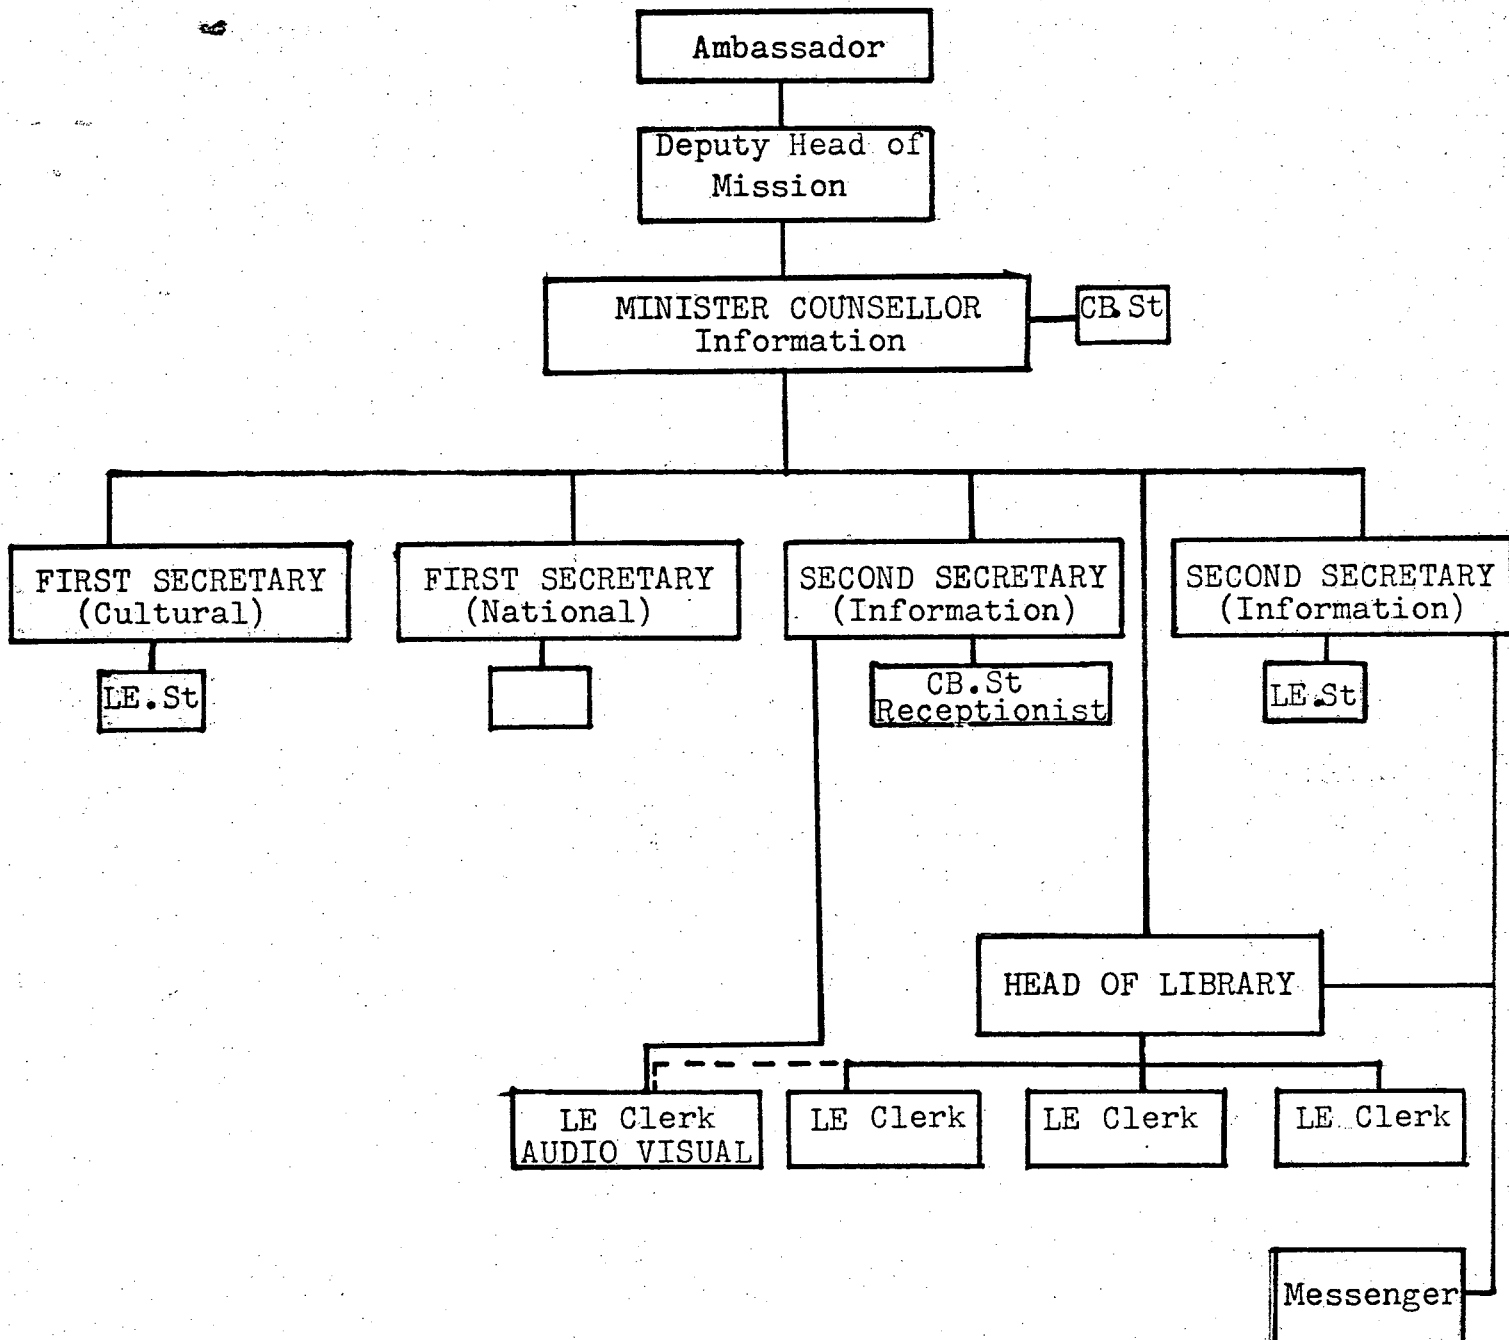 Ambassador
Deputy Head of
Mission
MINISTER COUNSELLOR
Information
CB.St
FIRST SECRETARY
(Cultural)
FIRST SECRETARY
(National)
SECOND SECRETARY
(Information)
SECOND SECRETARY
(Information)
LE.St
CB.St
Receptionist
LE.St
HEAD OF LIBRARY
LE Clerk
AUDIO VISUAL
LE Clerk
LE Clerk
LE Clerk
Messenger